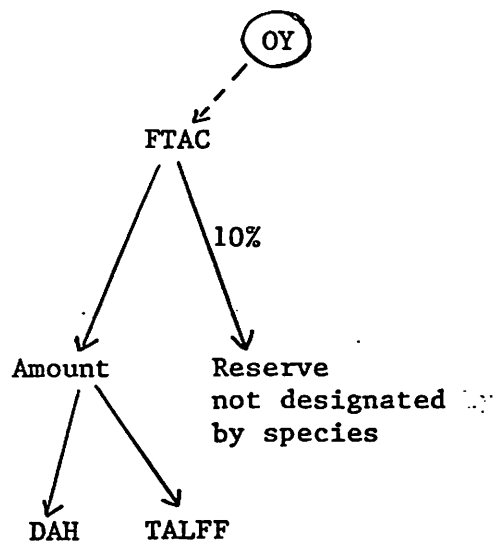 OY
FTAC
10%
Amount
Reserve
not designated
by species
DAH
TALFF